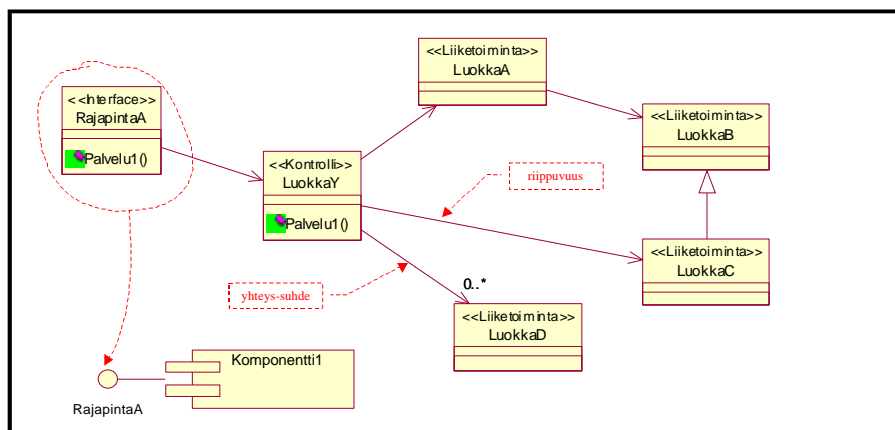 <<Liiketoiminta>>
LuokkaA
<<Interface>>
RajapintaA
Palvelu1()
<<Liiketoiminta>>
LuokkaB
<<Kontrolli>>
LuokkaY
Palvelu1()
riippuvuus
<<Liiketoiminta>>
LuokkaC
yhteys-suhde
0..*
<<Liiketoiminta>>
LuokkaD
Komponentti1
RajapintaA